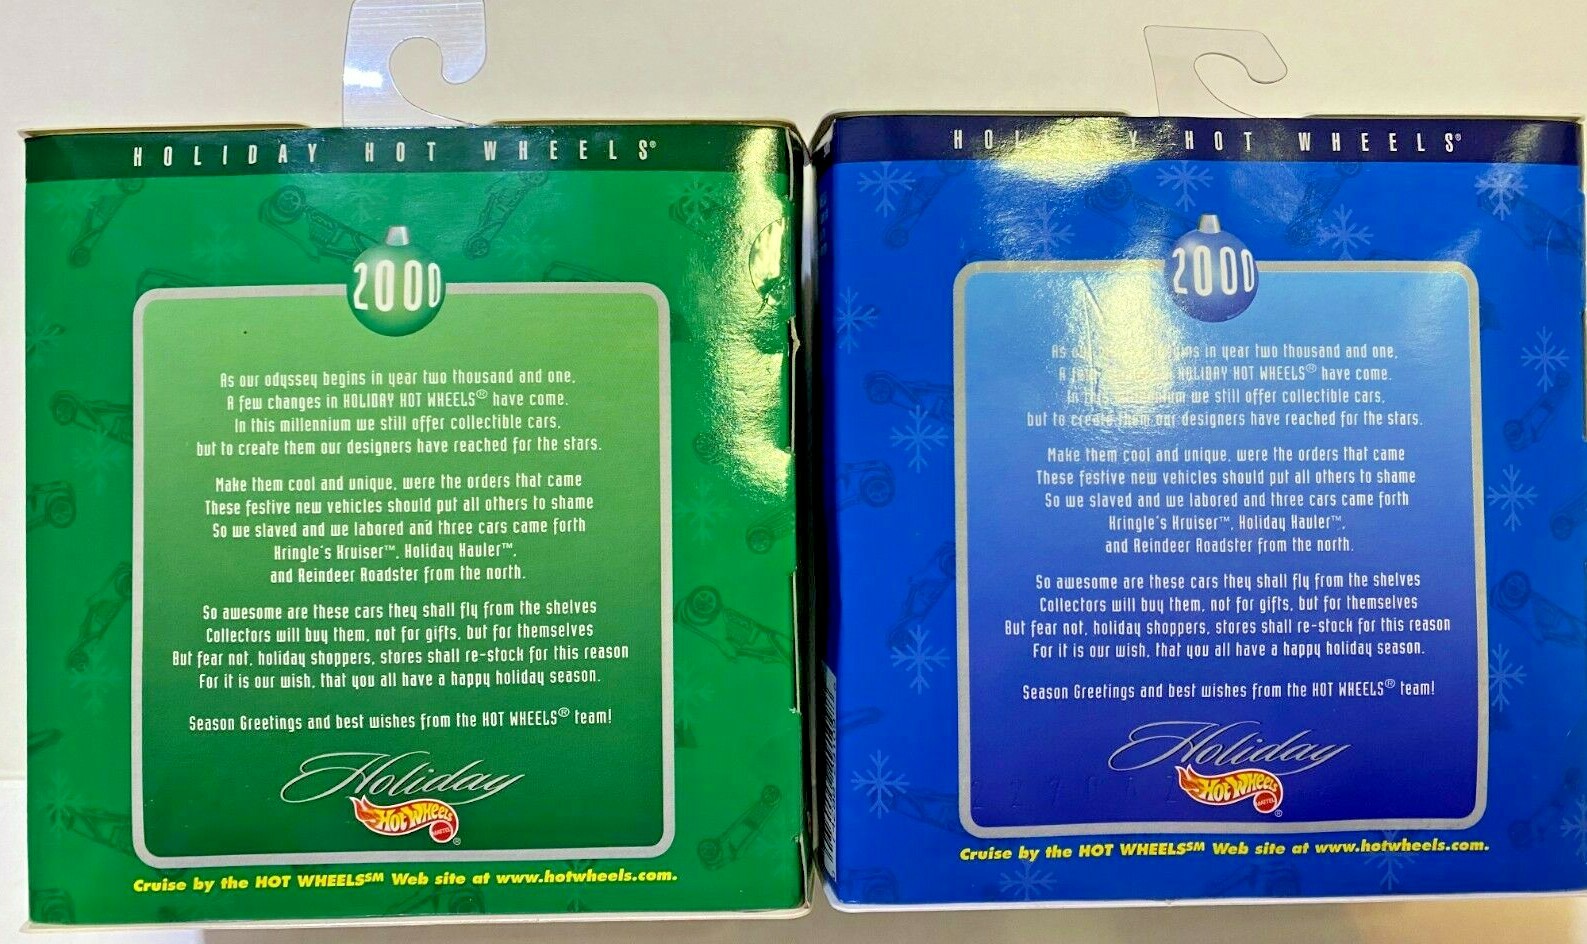 HOLIDAY HOT WHEELS®
2000
As our odyssey begins in year two thousand and one,
A few changes in HOLIDAY HOT WHEELS® have come.
In this millennium we still offer collectible cars,
but to create them our designers have reached for the stars.
Make them cool and unique, were the orders that came
These festive new vehicles should put all others to shame
So we slaved and we labored and three cars came forth
Kringle's Kruiser™, Holiday Hauler™,
and Reindeer Roadster from the north.
So awesome are these cars they shall fly from the shelves
Collectors will buy them, not for gifts, but for themselves
But fear not, holiday shoppers, stores shall re-stock for this reason
For it is our wish, that you all have a happy holiday season.
Season Greetings and best wishes from the HOT WHEELS® team!
Holiday
Hot Wheels
MATTEL
®
Cruise by the HOT WHEELS℠ Web site at www.hotwheels.com.
HOLIDAY HOT WHEELS®
2000
As our begins in year two thousand and one,
A few in HOLIDAY HOT WHEELS® have come.
In this millennium we still offer collectible cars,
but to create them our designers have reached for the stars.
Make them cool and unique, were the orders that came
These festive new vehicles should put all others to shame
So we slaved and we labored and three cars came forth
Kringle's Kruiser™, Holiday Hauler™,
and Reindeer Roadster from the north.
So awesome are these cars they shall fly from the shelves
Collectors will buy them, not for gifts, but for themselves
But fear not, holiday shoppers, stores shall re-stock for this reason
For it is our wish, that you all have a happy holiday season.
Season Greetings and best wishes from the HOT WHEELS® team!
Holiday
Hot Wheels
MATTEL
®
Cruise by the HOT WHEELS℠ Web site at www.hotwheels.com.